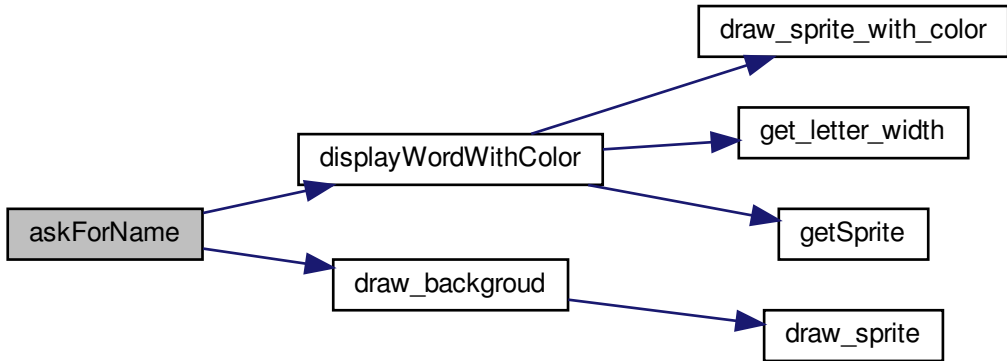 draw_sprite_with_color
get_letter_width
displayWordWithColor
getSprite
askForName
draw_backgroud
draw_sprite